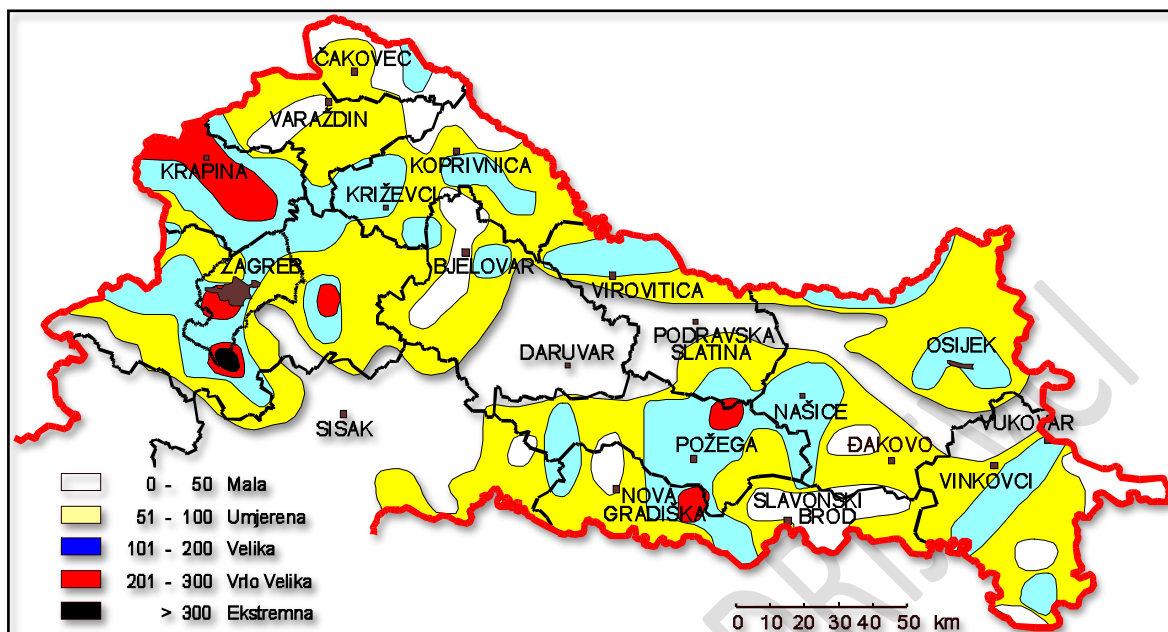 ČAKOVEC
VARAŽDIN
KRAPINA
KOPRIVNICA
KRIŽEVCI
ZAGREB
BJELOVAR
VIROVITICA
PODRAVSKA
SLATINA
DARUVAR
OSIJEK
NAŠICE
SISAK
POŽEGA
ĐAKOVO
VUKOVAR
VINKOVCI
NOVA
GRADIŠKA
SLAVONSKI
BROD
0 - 50 Mala
51 - 100 Umjerena
101 - 200 Velika
201 - 300 Vrlo Velika
> 300 Ekstremna
0 10 20 30 40 50 km